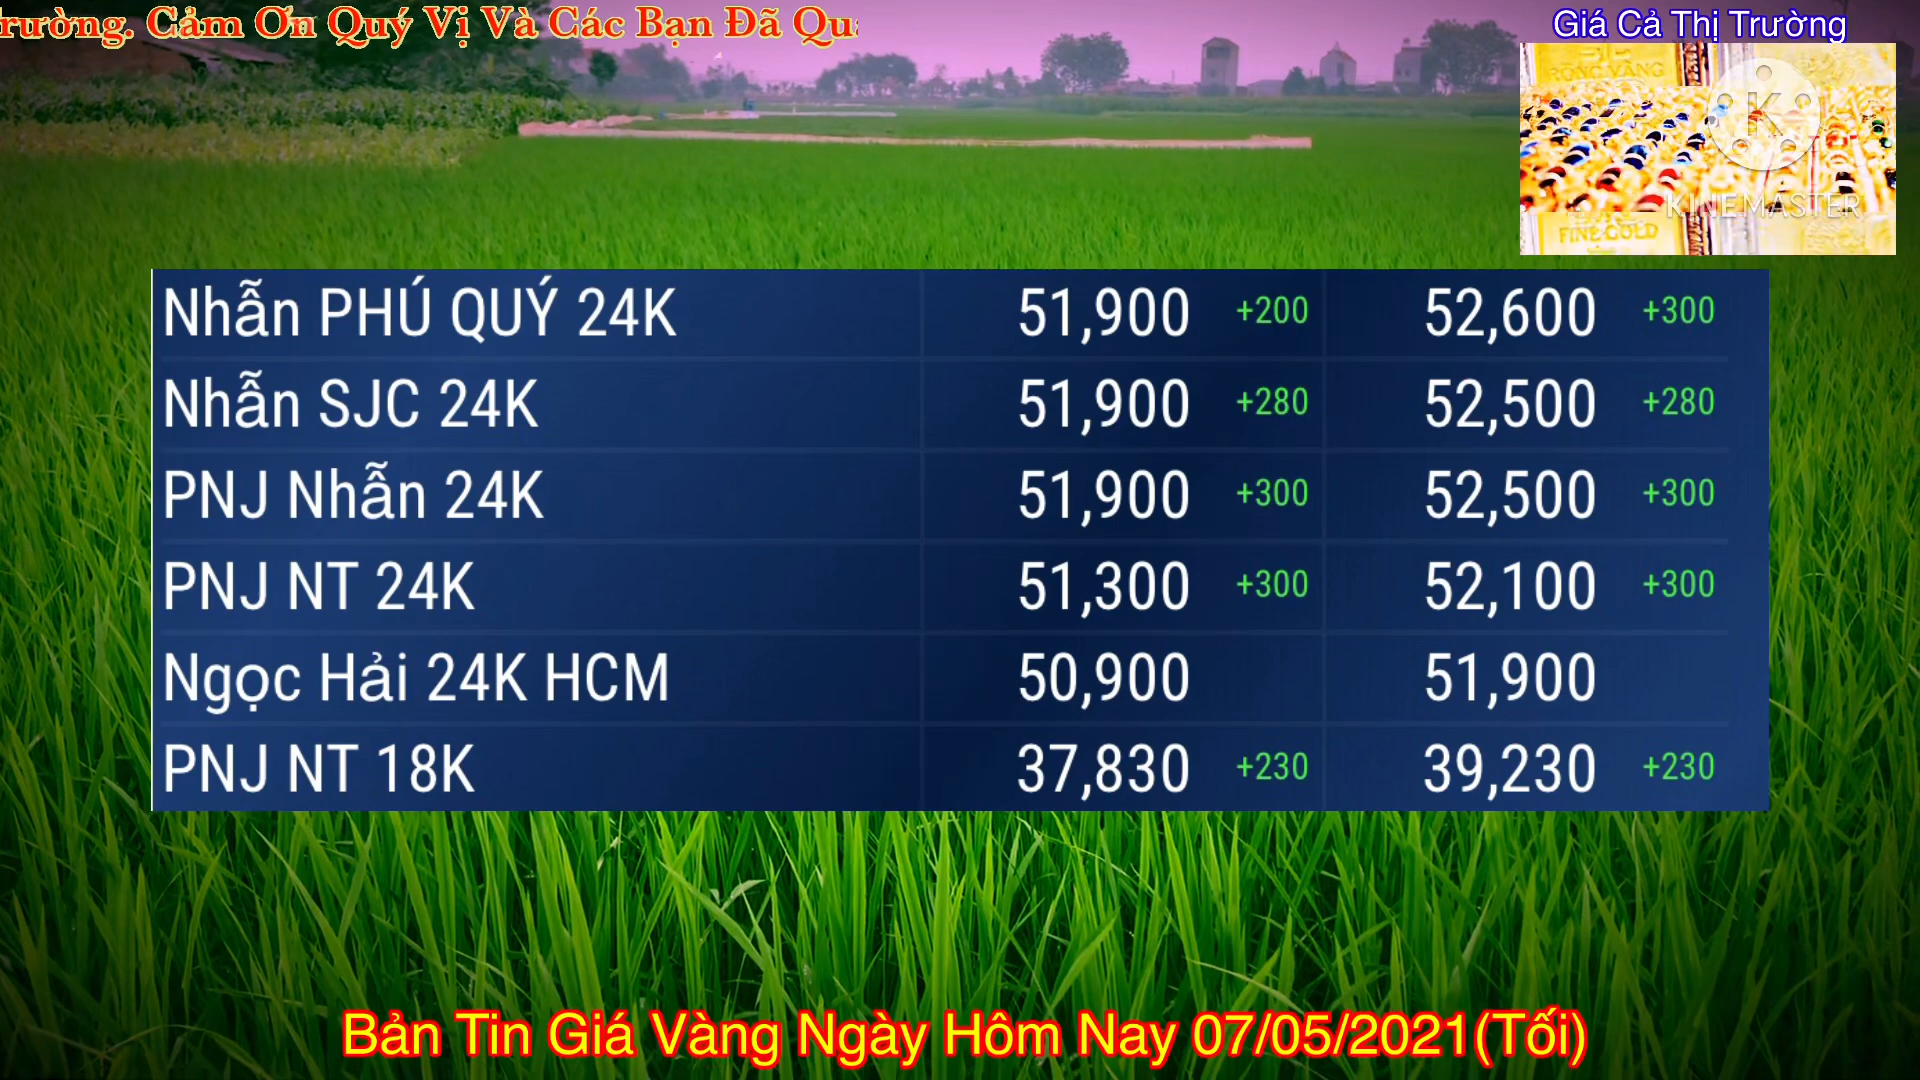 rường. Cảm Ơn Quý Vị Và Các Bạn Đã Qu
Giá Cả Thị Trường
RỒNG VÀNG
K
KINEMASTER
FINE GOLD
Nhẫn PHÚ QUÝ 24K 51,900 +200 52,600 +300
Nhẫn SJC 24K 51,900 +280 52,500 +280
PNJ Nhẫn 24K 51,900 +300 52,500 +300
PNJ NT 24K 51,300 +300 52,100 +300
Ngọc Hải 24K HCM 50,900 51,900
PNJ NT 18K 37,830 +230 39,230 +230
Bản Tin Giá Vàng Ngày Hôm Nay 07/05/2021(Tối)